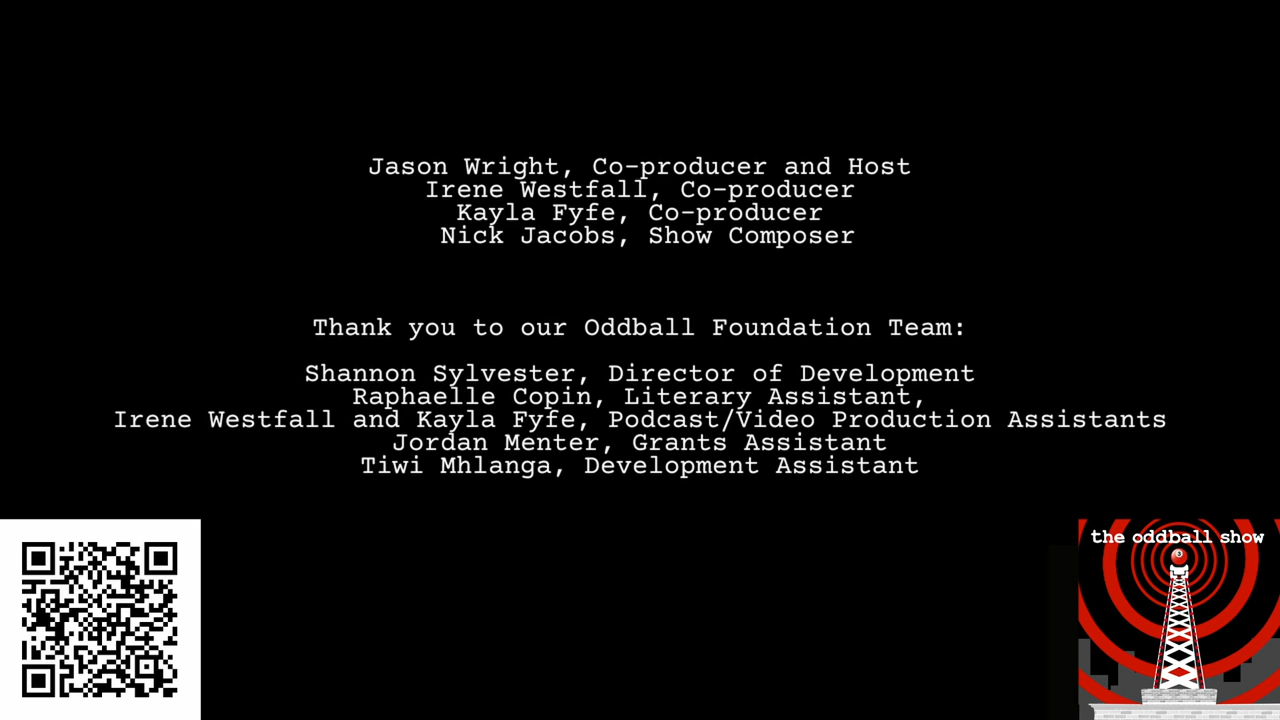 Jason Wright, Co-producer and Host
Irene Westfall, Co-producer
Kayla Fyfe, Co-producer
Nick Jacobs, Show Composer
Thank you to our Oddball Foundation Team:
Shannon Sylvester, Director of Development
Raphaelle Copin, Literary Assistant,
Irene Westfall and Kayla Fyfe, Podcast/Video Production Assistants
Jordan Menter, Grants Assistant
Tiwi Mhlanga, Development Assistant
the oddball show
3